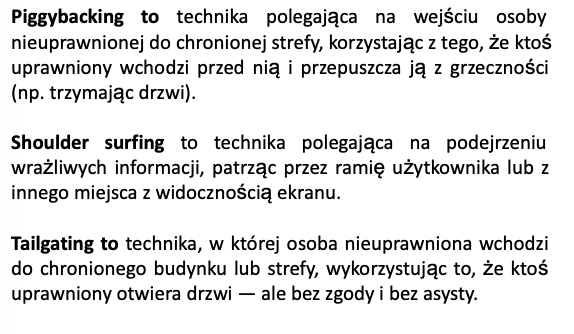 Piggybacking to technika polegająca na wejściu osoby
nieuprawnionej do chronionej strefy, korzystając z tego, że ktoś
uprawniony wchodzi przed nią i przepuszcza ją z grzeczności
(np. trzymając drzwi).
Shoulder surfing to technika polegająca na podejrzeniu
wrażliwych informacji, patrząc przez ramię użytkownika lub z
innego miejsca z widocznością ekranu.
Tailgating to technika, w której osoba nieuprawniona wchodzi
do chronionego budynku lub strefy, wykorzystując to, że ktoś
uprawniony otwiera drzwi — ale bez zgody i bez asysty.